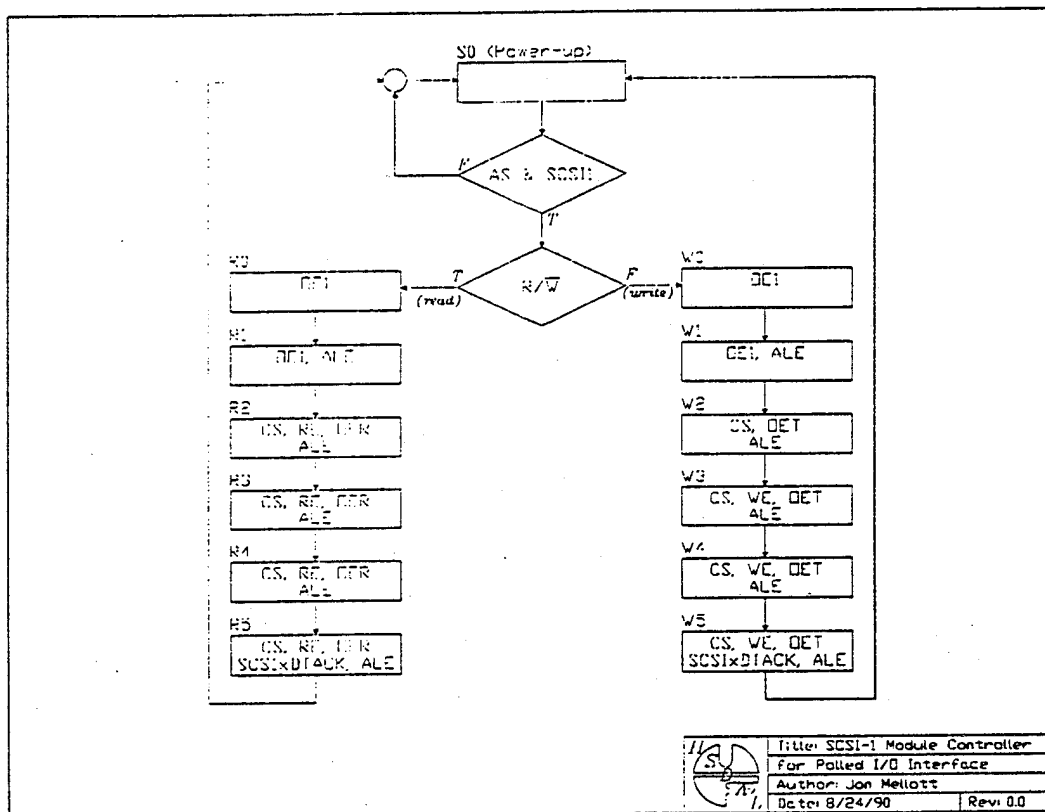 S0 (Power-up)
F
AS & SCSI1
T
R0
OE1
T
(read)
R/W̅
F
(write)
W0
OE1
R1
OE1, ALE
W1
OE1, ALE
R2
CS, RE, OER
ALE
W2
CS, OET
ALE
R3
CS, RE, OER
ALE
W3
CS, WE, OET
ALE
R4
CS, RE, OER
ALE
W4
CS, WE, OET
ALE
R5
CS, RE, OER
SCSIxDTACK, ALE
W5
CS, WE, OET
SCSIxDTACK, ALE
Title: SCSI-1 Module Controller
for Polled I/O Interface
Author: Jon Mellott
Date: 8/24/90
Rev: 0.0